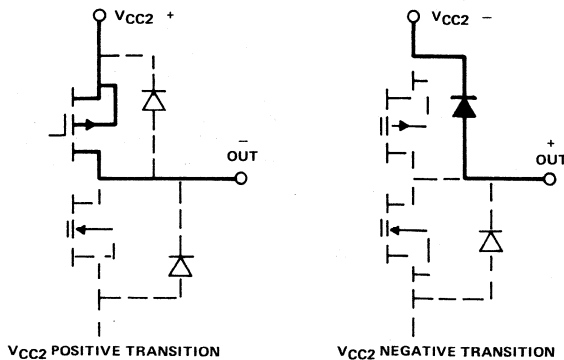 VCC2 +
VCC2 −
−
OUT
+
OUT
VCC2 POSITIVE TRANSITION
VCC2 NEGATIVE TRANSITION